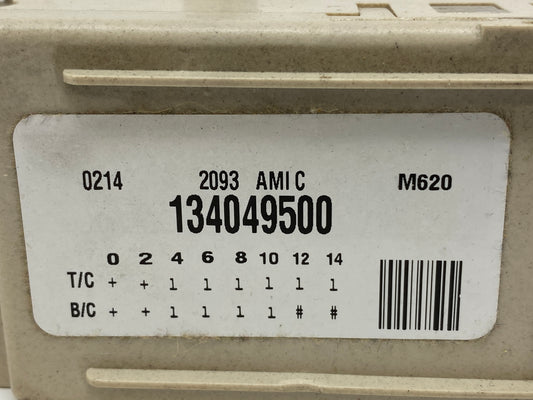 0214 2093 AMIC M620
134049500
0 2 4 6 8 10 12 14
T/C + + 1 1 1 1 1 1
B/C + + 1 1 1 1 # #